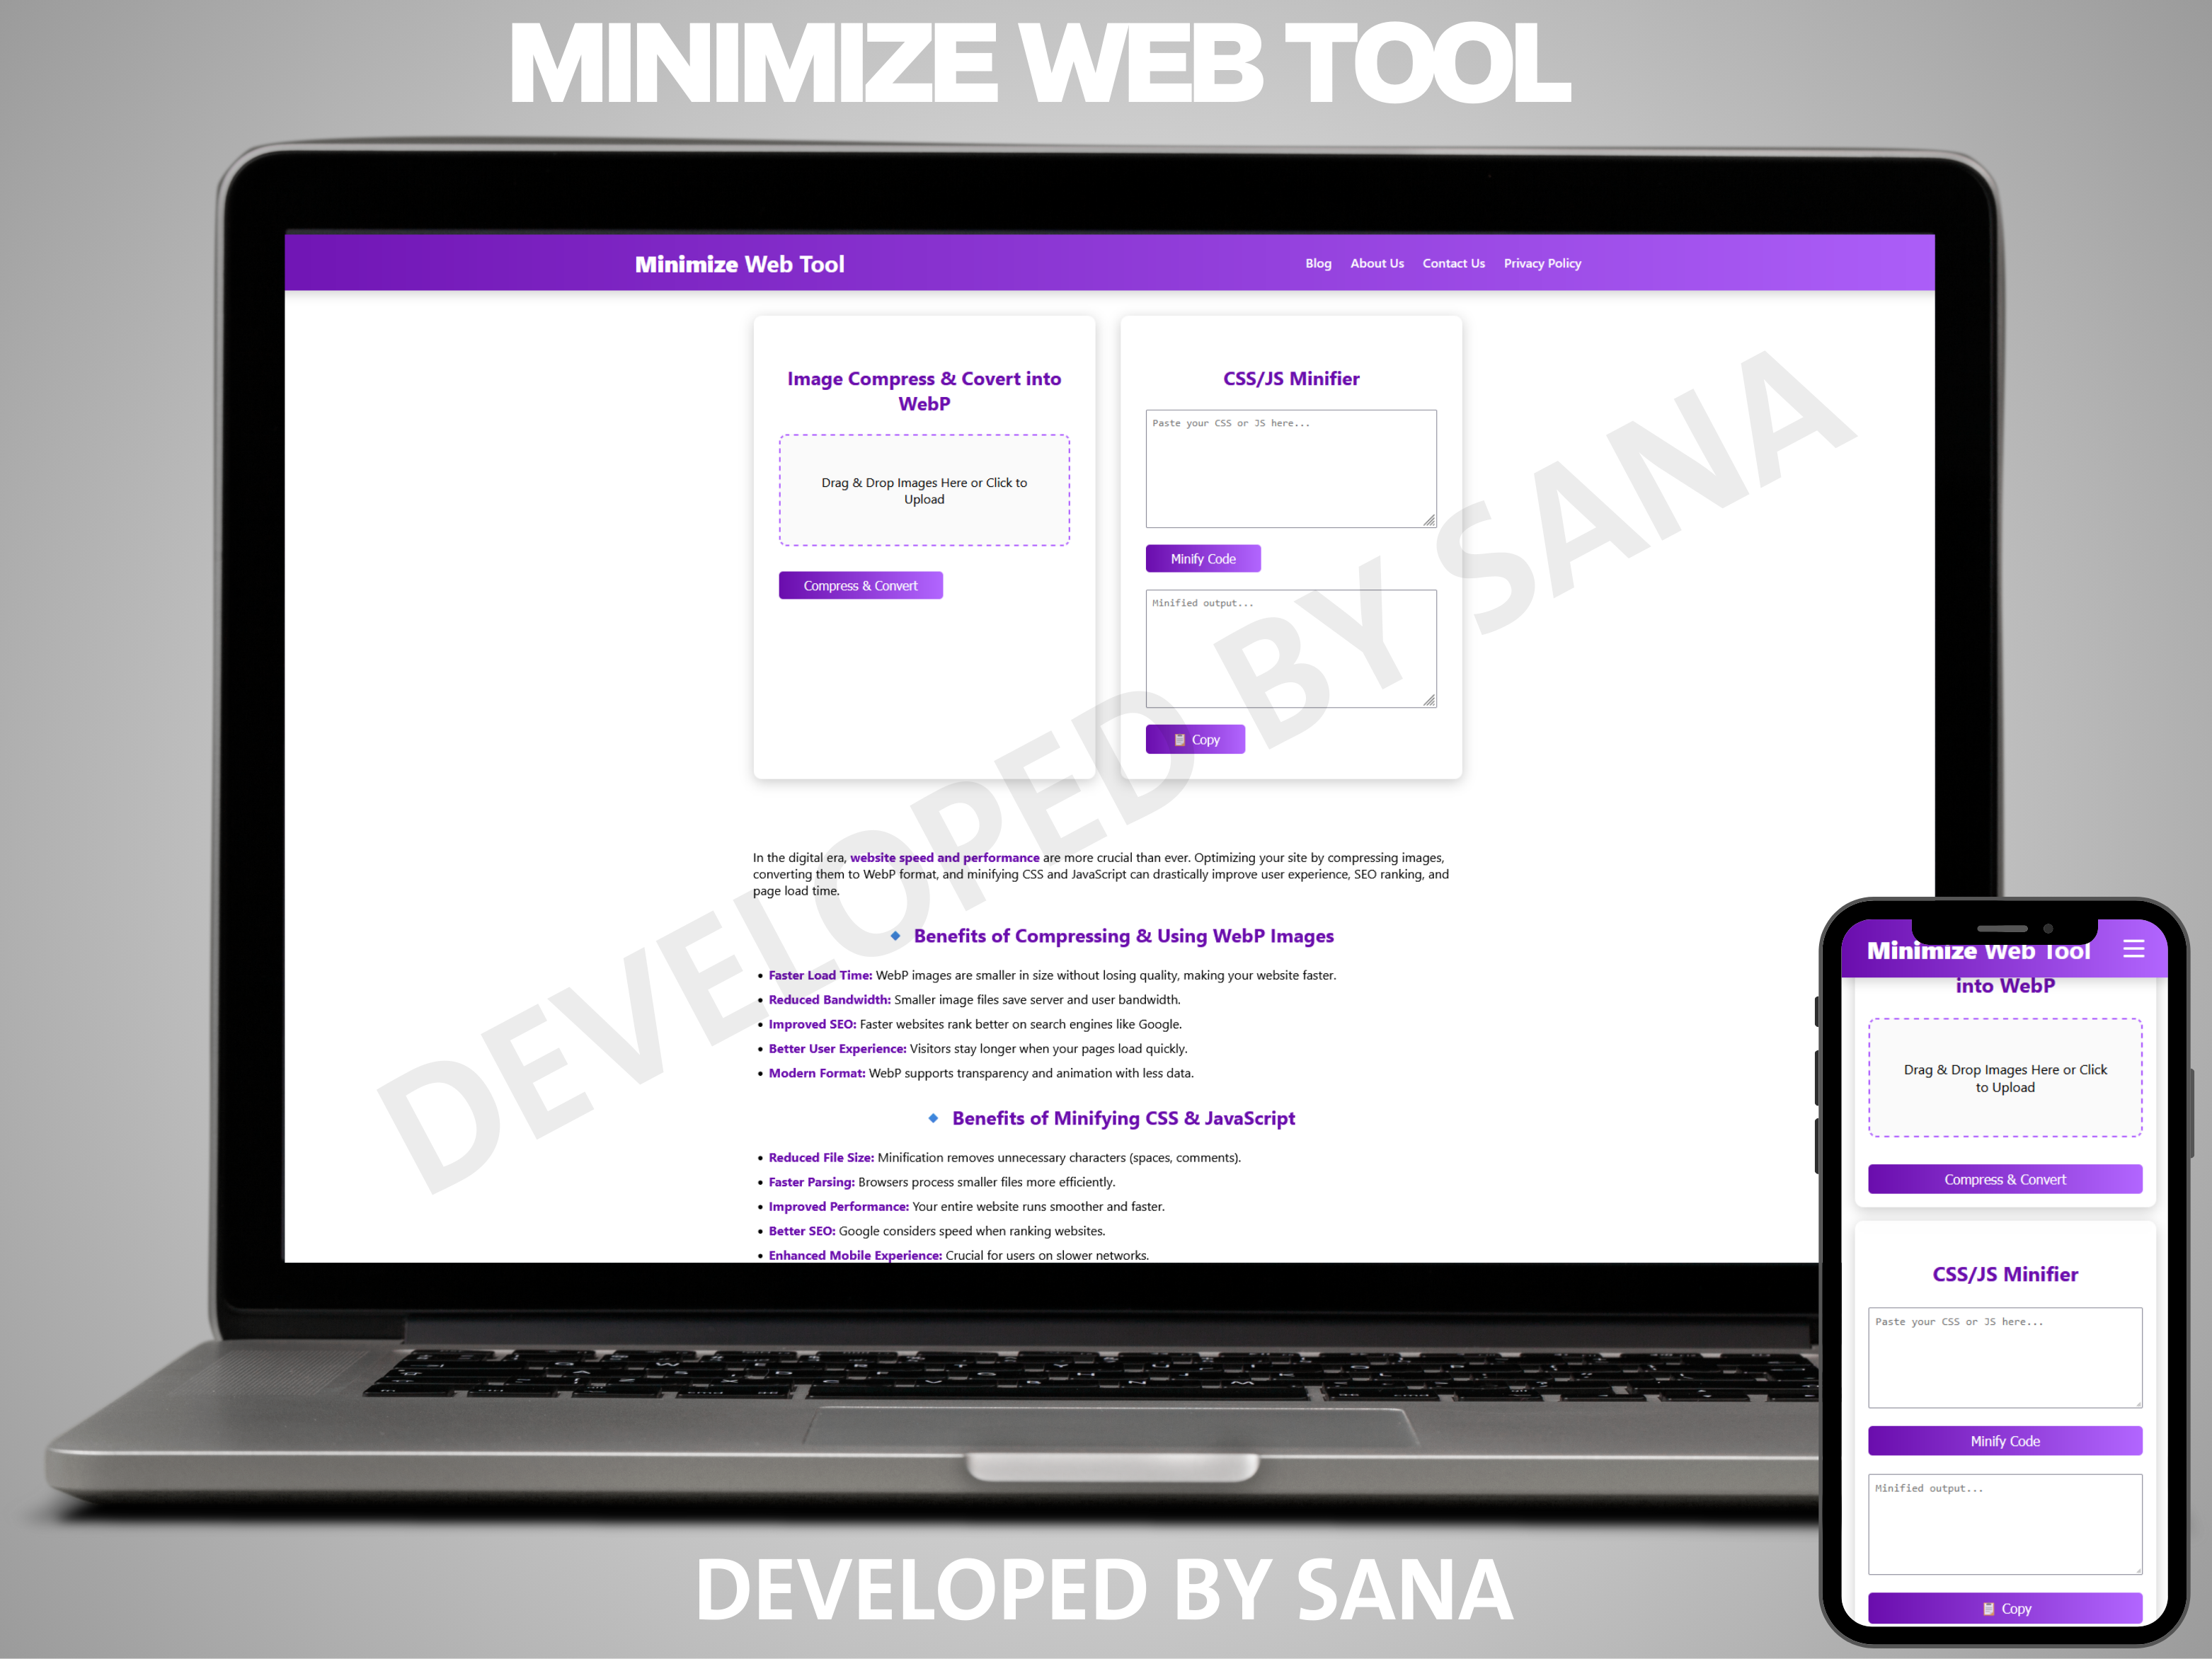 MINIMIZE WEB TOOL
Minimize Web Tool
Blog About Us Contact Us Privacy Policy
Image Compress & Covert into
WebP
Drag & Drop Images Here or Click to
Upload
Compress & Convert
CSS/JS Minifier
Paste your CSS or JS here...
Minify Code
Minified output...
📋 Copy
DEVELOPED BY SANA
In the digital era, website speed and performance are more crucial than ever. Optimizing your site by compressing images,
converting them to WebP format, and minifying CSS and JavaScript can drastically improve user experience, SEO ranking, and
page load time.
🔹 Benefits of Compressing & Using WebP Images
• Faster Load Time: WebP images are smaller in size without losing quality, making your website faster.
• Reduced Bandwidth: Smaller image files save server and user bandwidth.
• Improved SEO: Faster websites rank better on search engines like Google.
• Better User Experience: Visitors stay longer when your pages load quickly.
• Modern Format: WebP supports transparency and animation with less data.
🔹 Benefits of Minifying CSS & JavaScript
• Reduced File Size: Minification removes unnecessary characters (spaces, comments).
• Faster Parsing: Browsers process smaller files more efficiently.
• Improved Performance: Your entire website runs smoother and faster.
• Better SEO: Google considers speed when ranking websites.
• Enhanced Mobile Experience: Crucial for users on slower networks.
Minimize Web Tool
into WebP
Drag & Drop Images Here or Click
to Upload
Compress & Convert
CSS/JS Minifier
Paste your CSS or JS here...
Minify Code
Minified output...
📋 Copy
DEVELOPED BY SANA